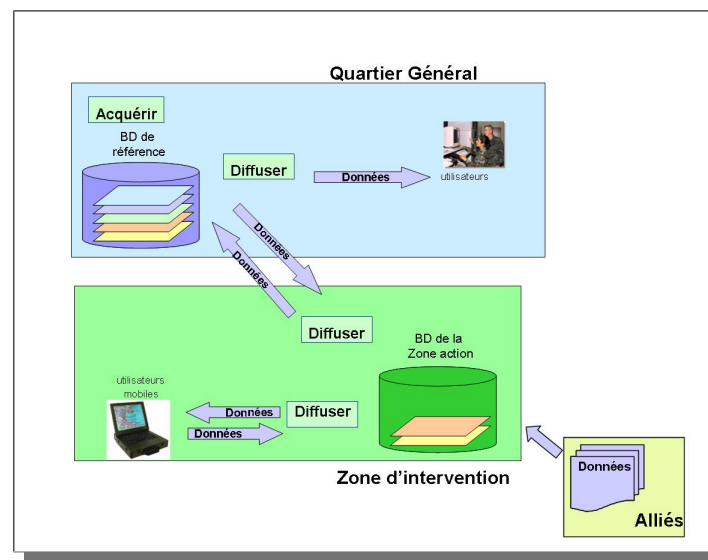 Quartier Général
Acquérir
BD de
référence
Diffuser
Données
utilisateurs
Données
Données
Diffuser
BD de la
Zone action
utilisateurs
mobiles
Données
Diffuser
Données
Zone d'intervention
Données
Alliés